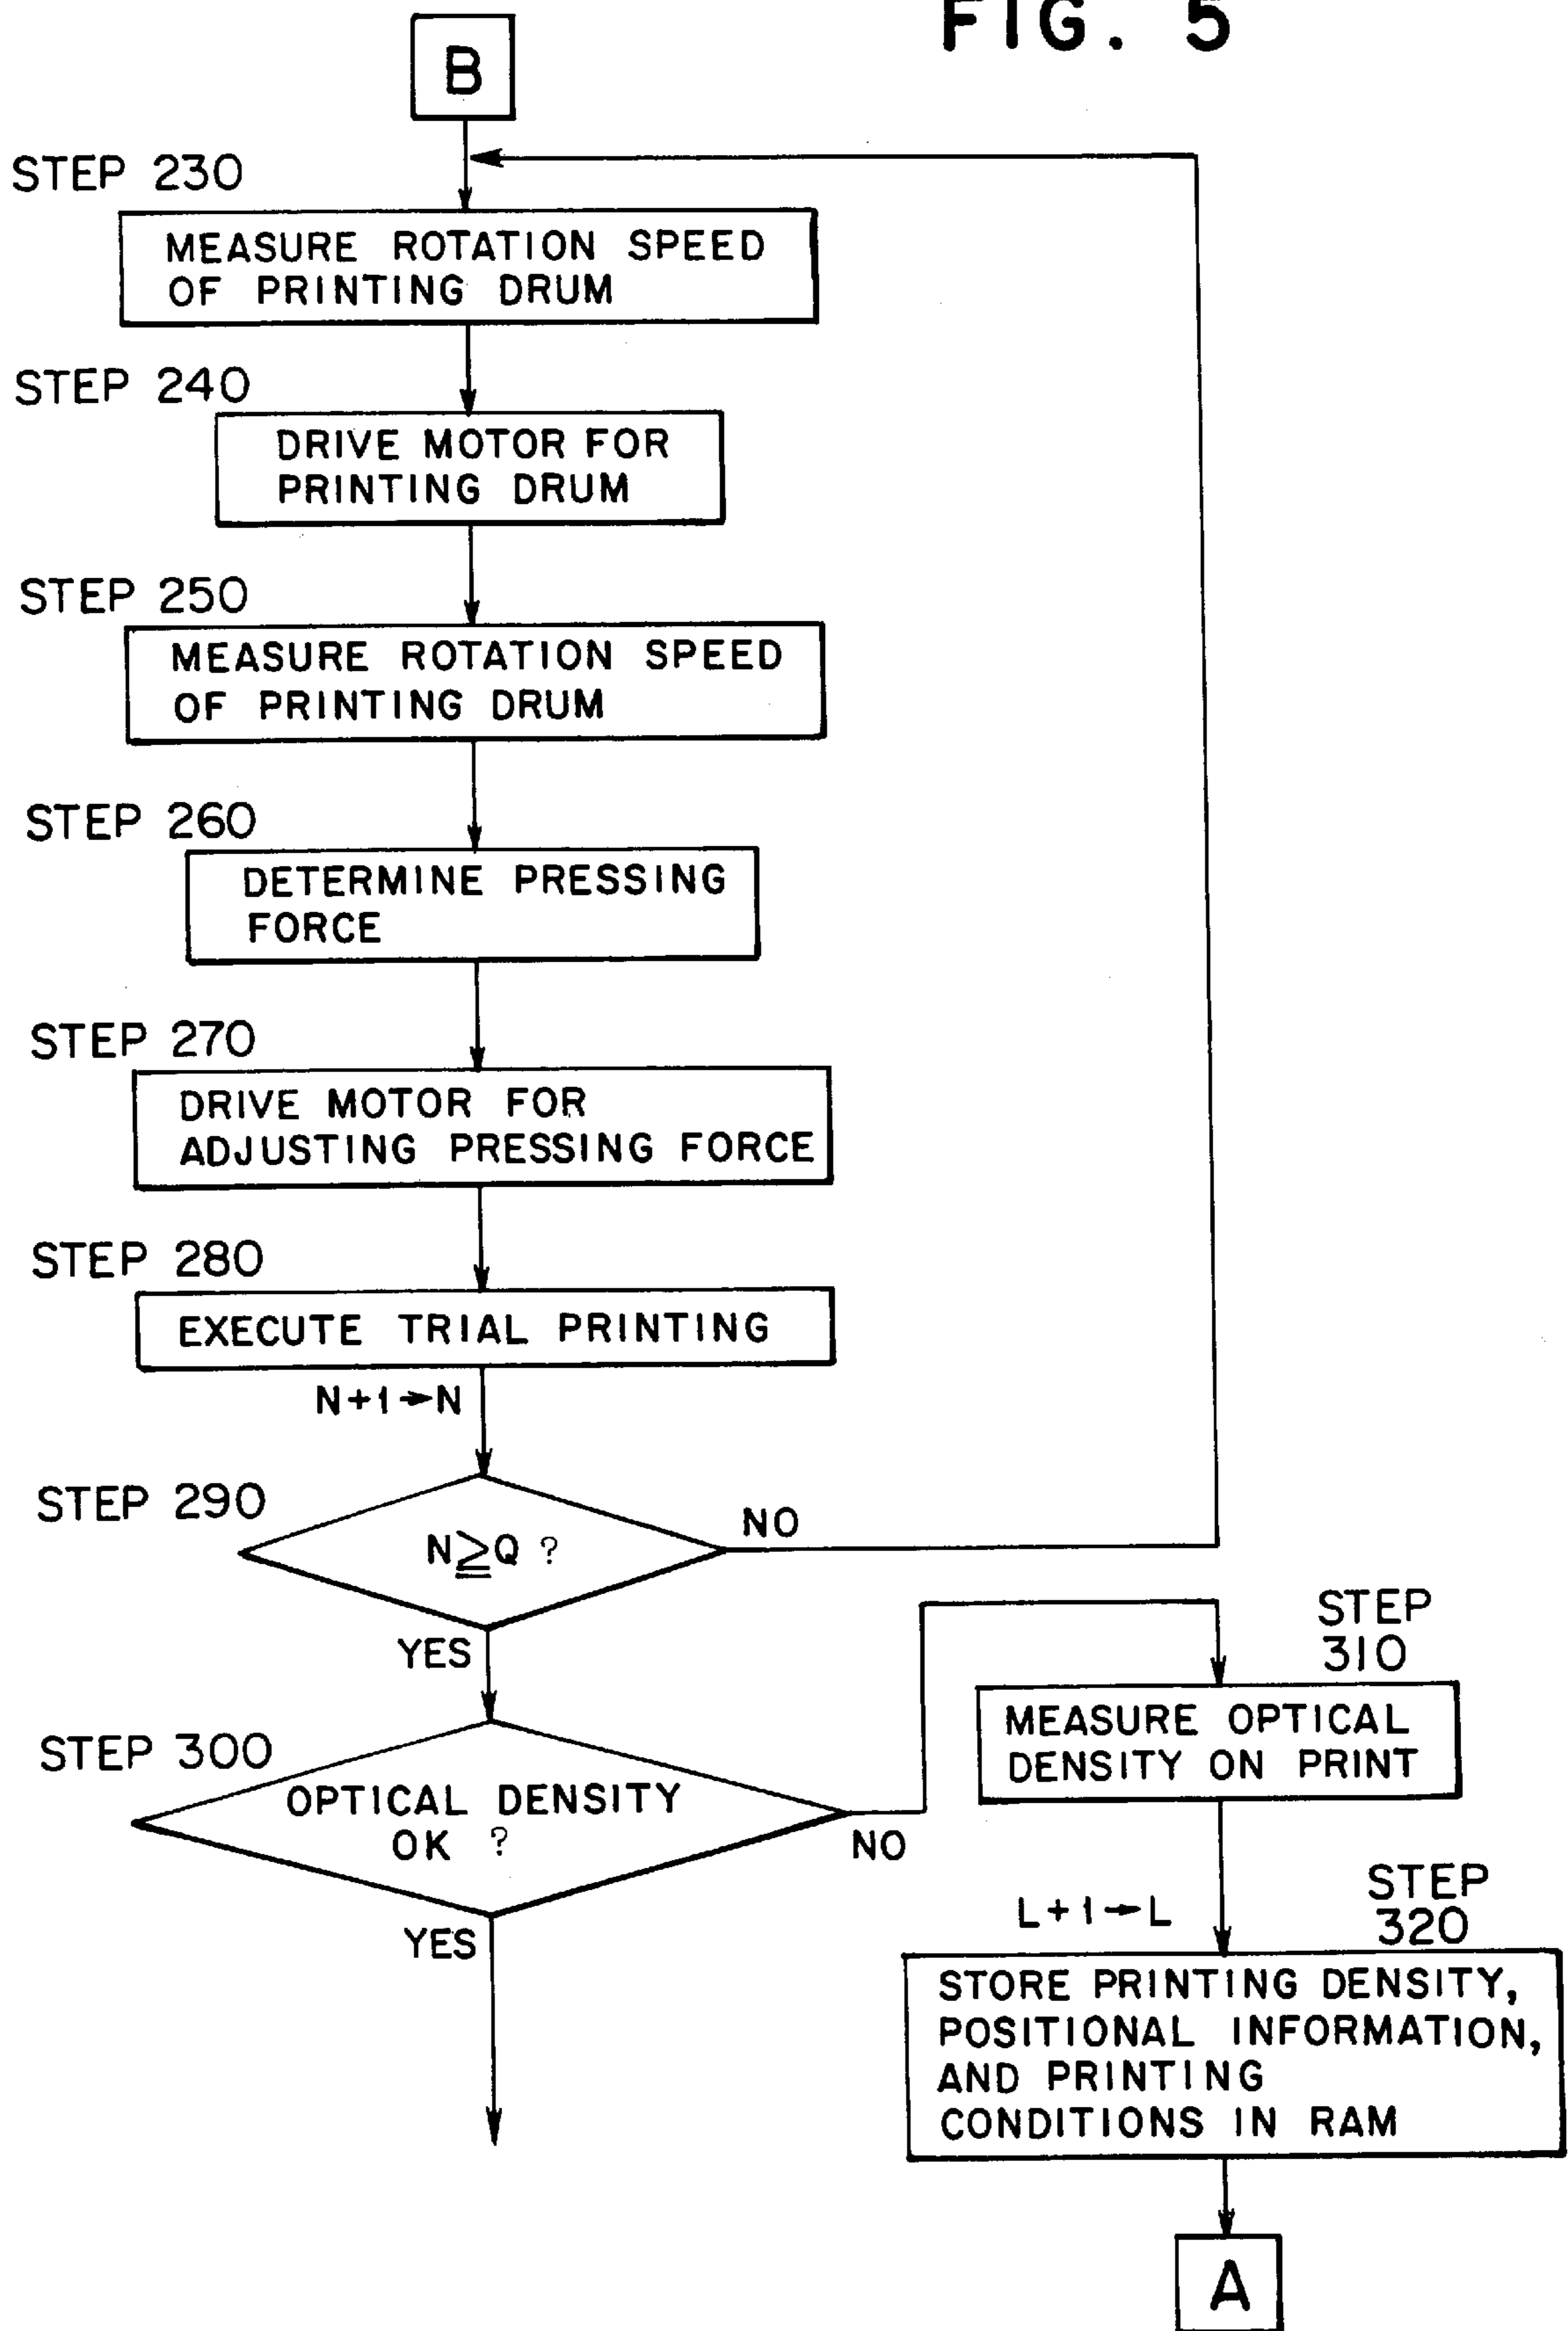 FIG. 5
B
STEP 230
MEASURE ROTATION SPEED
OF PRINTING DRUM
STEP 240
DRIVE MOTOR FOR
PRINTING DRUM
STEP 250
MEASURE ROTATION SPEED
OF PRINTING DRUM
STEP 260
DETERMINE PRESSING
FORCE
STEP 270
DRIVE MOTOR FOR
ADJUSTING PRESSING FORCE
STEP 280
EXECUTE TRIAL PRINTING
N+1→N
STEP 290
N≧Q ?
NO
YES
STEP 300
OPTICAL DENSITY
OK ?
NO
YES
STEP
310
MEASURE OPTICAL
DENSITY ON PRINT
L+1→L
STEP
320
STORE PRINTING DENSITY,
POSITIONAL INFORMATION,
AND PRINTING
CONDITIONS IN RAM
A